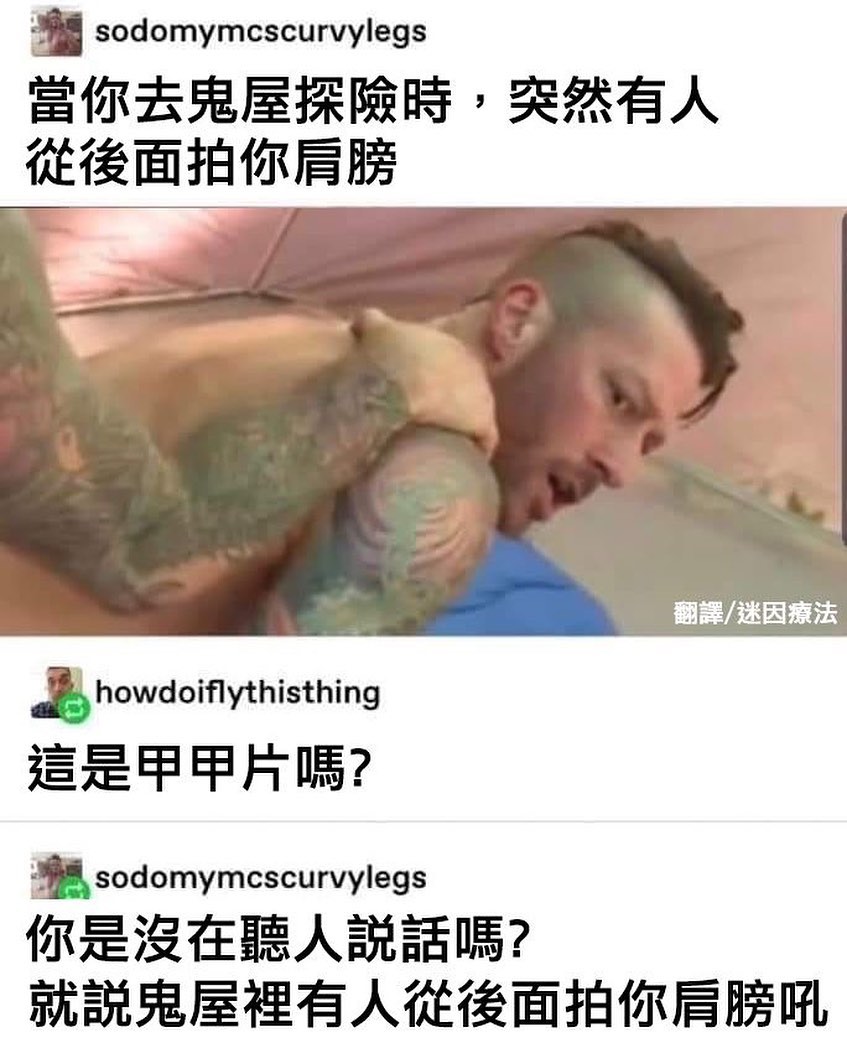 sodomymcscurvylegs
當你去鬼屋探險時，突然有人
從後面拍你肩膀
翻譯/迷因療法
howdoiflythisthing
這是甲甲片嗎?
sodomymcscurvylegs
你是沒在聽人說話嗎?
就說鬼屋裡有人從後面拍你肩膀吼